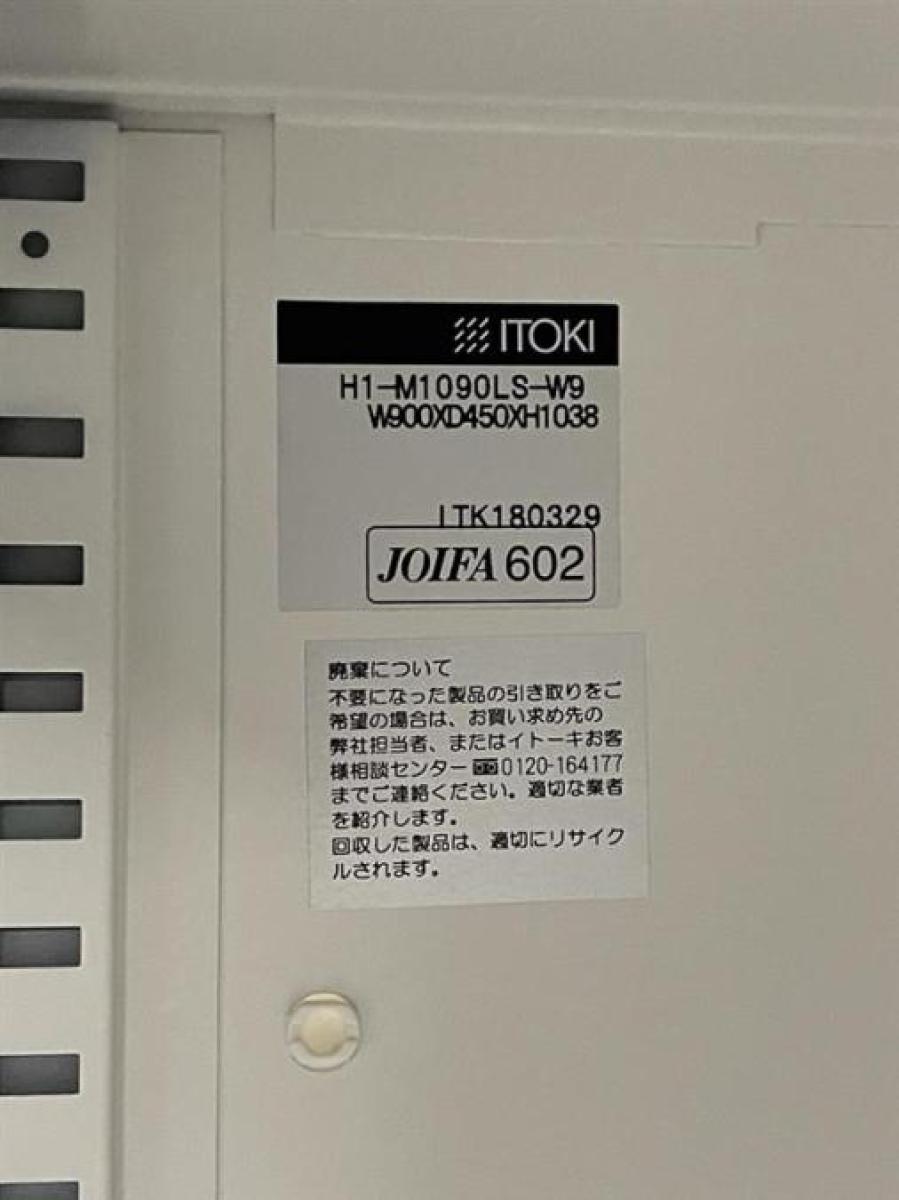 ITOKI
H1-M1090LS-W9
W900XD450XH1038
ITK180329
JOIFA 602
廃棄について
不要になった製品の引き取りをご
希望の場合は、お買い求め先の
弊社担当者、またはイトーキお客
様相談センター0120-164177
までご連絡ください。適切な業者
を紹介します。
回収した製品は、適切にリサイク
ルされます。